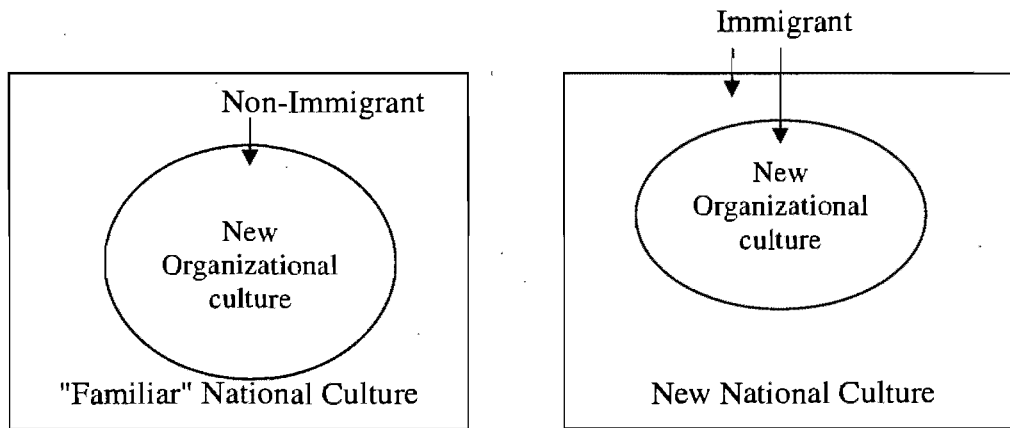 Non-Immigrant
New
Organizational
culture
"Familiar" National Culture
Immigrant
New
Organizational
culture
New National Culture